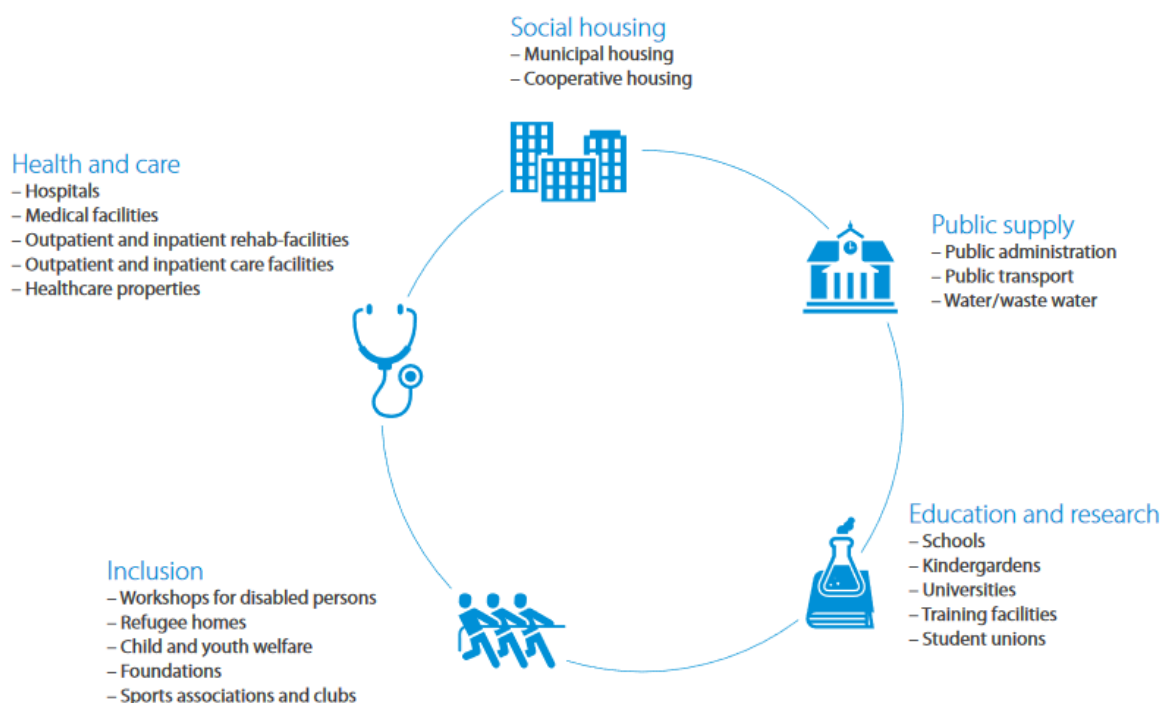 Social housing
– Municipal housing
– Cooperative housing
Health and care
– Hospitals
– Medical facilities
– Outpatient and inpatient rehab-facilities
– Outpatient and inpatient care facilities
– Healthcare properties
Public supply
– Public administration
– Public transport
– Water/waste water
Education and research
– Schools
– Kindergardens
– Universities
– Training facilities
– Student unions
Inclusion
– Workshops for disabled persons
– Refugee homes
– Child and youth welfare
– Foundations
– Sports associations and clubs